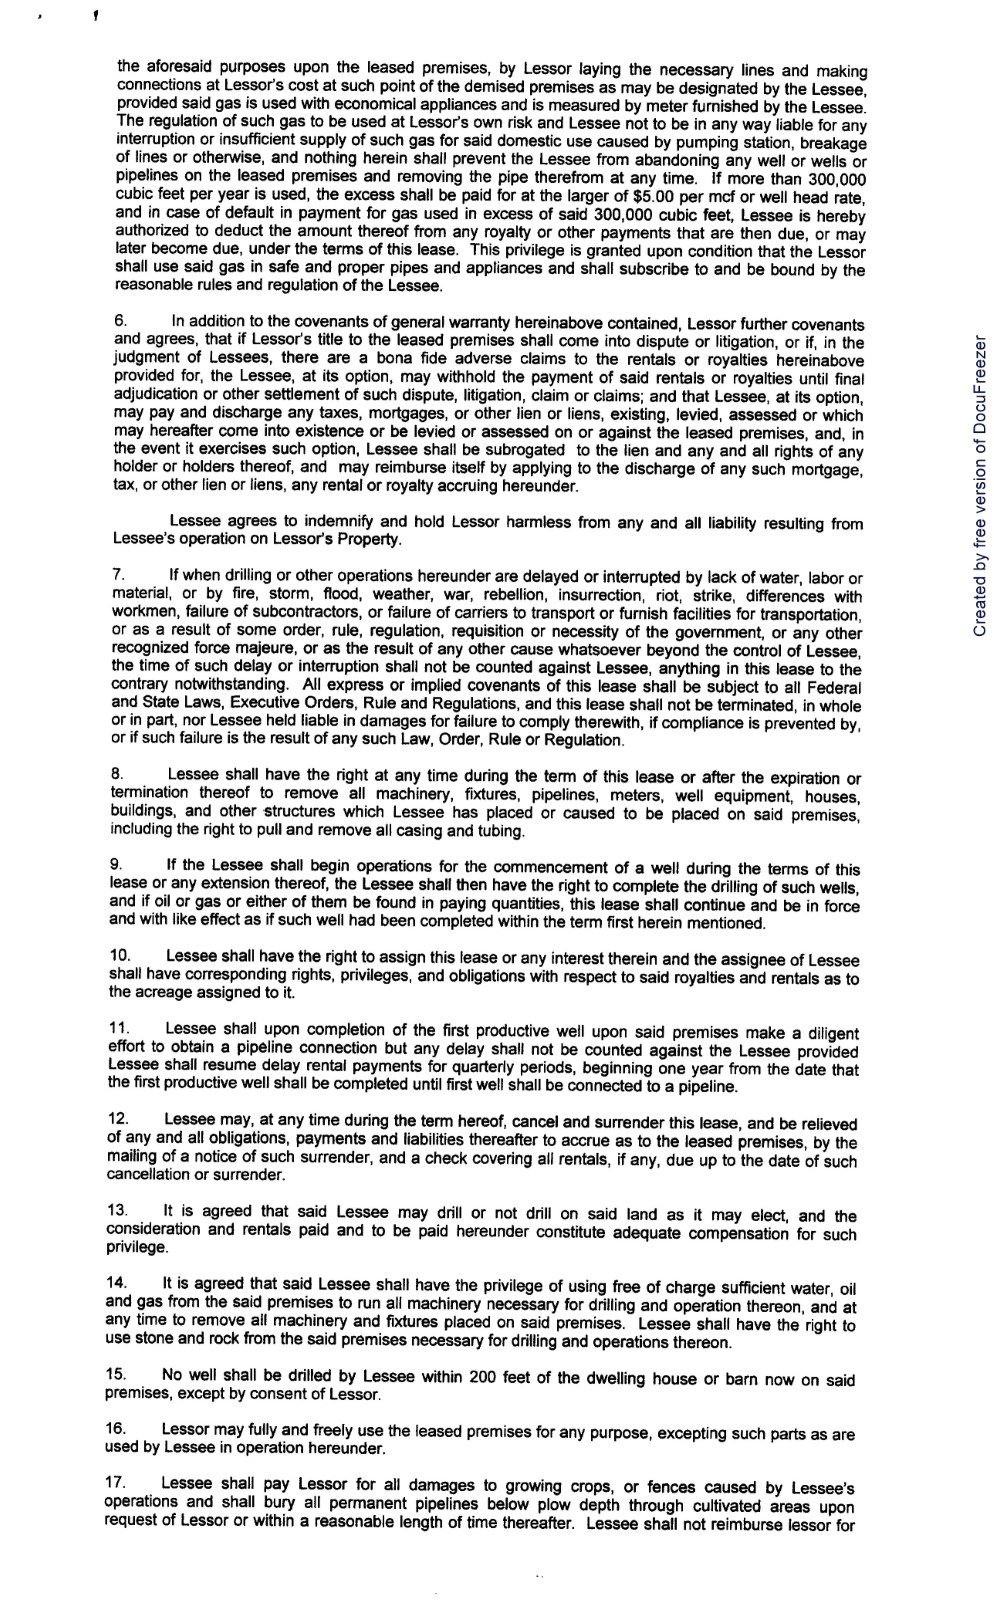 the aforesaid purposes upon the leased premises, by Lessor laying the necessary lines and making
connections at Lessor's cost at such point of the demised premises as may be designated by the Lessee,
provided said gas is used with economical appliances and is measured by meter furnished by the Lessee.
The regulation of such gas to be used at Lessor's own risk and Lessee not to be in any way liable for any
interruption or insufficient supply of such gas for said domestic use caused by pumping station, breakage
of lines or otherwise, and nothing herein shall prevent the Lessee from abandoning any well or wells or
pipelines on the leased premises and removing the pipe therefrom at any time. If more than 300,000
cubic feet per year is used, the excess shall be paid for at the larger of $5.00 per mcf or well head rate,
and in case of default in payment for gas used in excess of said 300,000 cubic feet, Lessee is hereby
authorized to deduct the amount thereof from any royalty or other payments that are then due, or may
later become due, under the terms of this lease. This privilege is granted upon condition that the Lessor
shall use said gas in safe and proper pipes and appliances and shall subscribe to and be bound by the
reasonable rules and regulation of the Lessee.
6. In addition to the covenants of general warranty hereinabove contained, Lessor further covenants
and agrees, that if Lessor's title to the leased premises shall come into dispute or litigation, or if, in the
judgment of Lessees, there are a bona fide adverse claims to the rentals or royalties hereinabove
provided for, the Lessee, at its option, may withhold the payment of said rentals or royalties until final
adjudication or other settlement of such dispute, litigation, claim or claims; and that Lessee, at its option,
may pay and discharge any taxes, mortgages, or other lien or liens, existing, levied, assessed or which
may hereafter come into existence or be levied or assessed on or against the leased premises, and, in
the event it exercises such option, Lessee shall be subrogated to the lien and any and all rights of any
holder or holders thereof, and may reimburse itself by applying to the discharge of any such mortgage,
tax, or other lien or liens, any rental or royalty accruing hereunder.
Lessee agrees to indemnify and hold Lessor harmless from any and all liability resulting from
Lessee's operation on Lessor's Property.
7. If when drilling or other operations hereunder are delayed or interrupted by lack of water, labor or
material, or by fire, storm, flood, weather, war, rebellion, insurrection, riot, strike, differences with
workmen, failure of subcontractors, or failure of carriers to transport or furnish facilities for transportation,
or as a result of some order, rule, regulation, requisition or necessity of the government, or any other
recognized force majeure, or as the result of any other cause whatsoever beyond the control of Lessee,
the time of such delay or interruption shall not be counted against Lessee, anything in this lease to the
contrary notwithstanding. All express or implied covenants of this lease shall be subject to all Federal
and State Laws, Executive Orders, Rule and Regulations, and this lease shall not be terminated, in whole
or in part, nor Lessee held liable in damages for failure to comply therewith, if compliance is prevented by,
or if such failure is the result of any such Law, Order, Rule or Regulation.
8. Lessee shall have the right at any time during the term of this lease or after the expiration or
termination thereof to remove all machinery, fixtures, pipelines, meters, well equipment, houses,
buildings, and other structures which Lessee has placed or caused to be placed on said premises,
including the right to pull and remove all casing and tubing.
9. If the Lessee shall begin operations for the commencement of a well during the terms of this
lease or any extension thereof, the Lessee shall then have the right to complete the drilling of such wells,
and if oil or gas or either of them be found in paying quantities, this lease shall continue and be in force
and with like effect as if such well had been completed within the term first herein mentioned.
10. Lessee shall have the right to assign this lease or any interest therein and the assignee of Lessee
shall have corresponding rights, privileges, and obligations with respect to said royalties and rentals as to
the acreage assigned to it.
11. Lessee shall upon completion of the first productive well upon said premises make a diligent
effort to obtain a pipeline connection but any delay shall not be counted against the Lessee provided
Lessee shall resume delay rental payments for quarterly periods, beginning one year from the date that
the first productive well shall be completed until first well shall be connected to a pipeline.
12. Lessee may, at any time during the term hereof, cancel and surrender this lease, and be relieved
of any and all obligations, payments and liabilities thereafter to accrue as to the leased premises, by the
mailing of a notice of such surrender, and a check covering all rentals, if any, due up to the date of such
cancellation or surrender.
13. It is agreed that said Lessee may drill or not drill on said land as it may elect, and the
consideration and rentals paid and to be paid hereunder constitute adequate compensation for such
privilege.
14. It is agreed that said Lessee shall have the privilege of using free of charge sufficient water, oil
and gas from the said premises to run all machinery necessary for drilling and operation thereon, and at
any time to remove all machinery and fixtures placed on said premises. Lessee shall have the right to
use stone and rock from the said premises necessary for drilling and operations thereon.
15. No well shall be drilled by Lessee within 200 feet of the dwelling house or barn now on said
premises, except by consent of Lessor.
16. Lessor may fully and freely use the leased premises for any purpose, excepting such parts as are
used by Lessee in operation hereunder.
17. Lessee shall pay Lessor for all damages to growing crops, or fences caused by Lessee's
operations and shall bury all permanent pipelines below plow depth through cultivated areas upon
request of Lessor or within a reasonable length of time thereafter. Lessee shall not reimburse lessor for
Created by free version of DocuFreezer